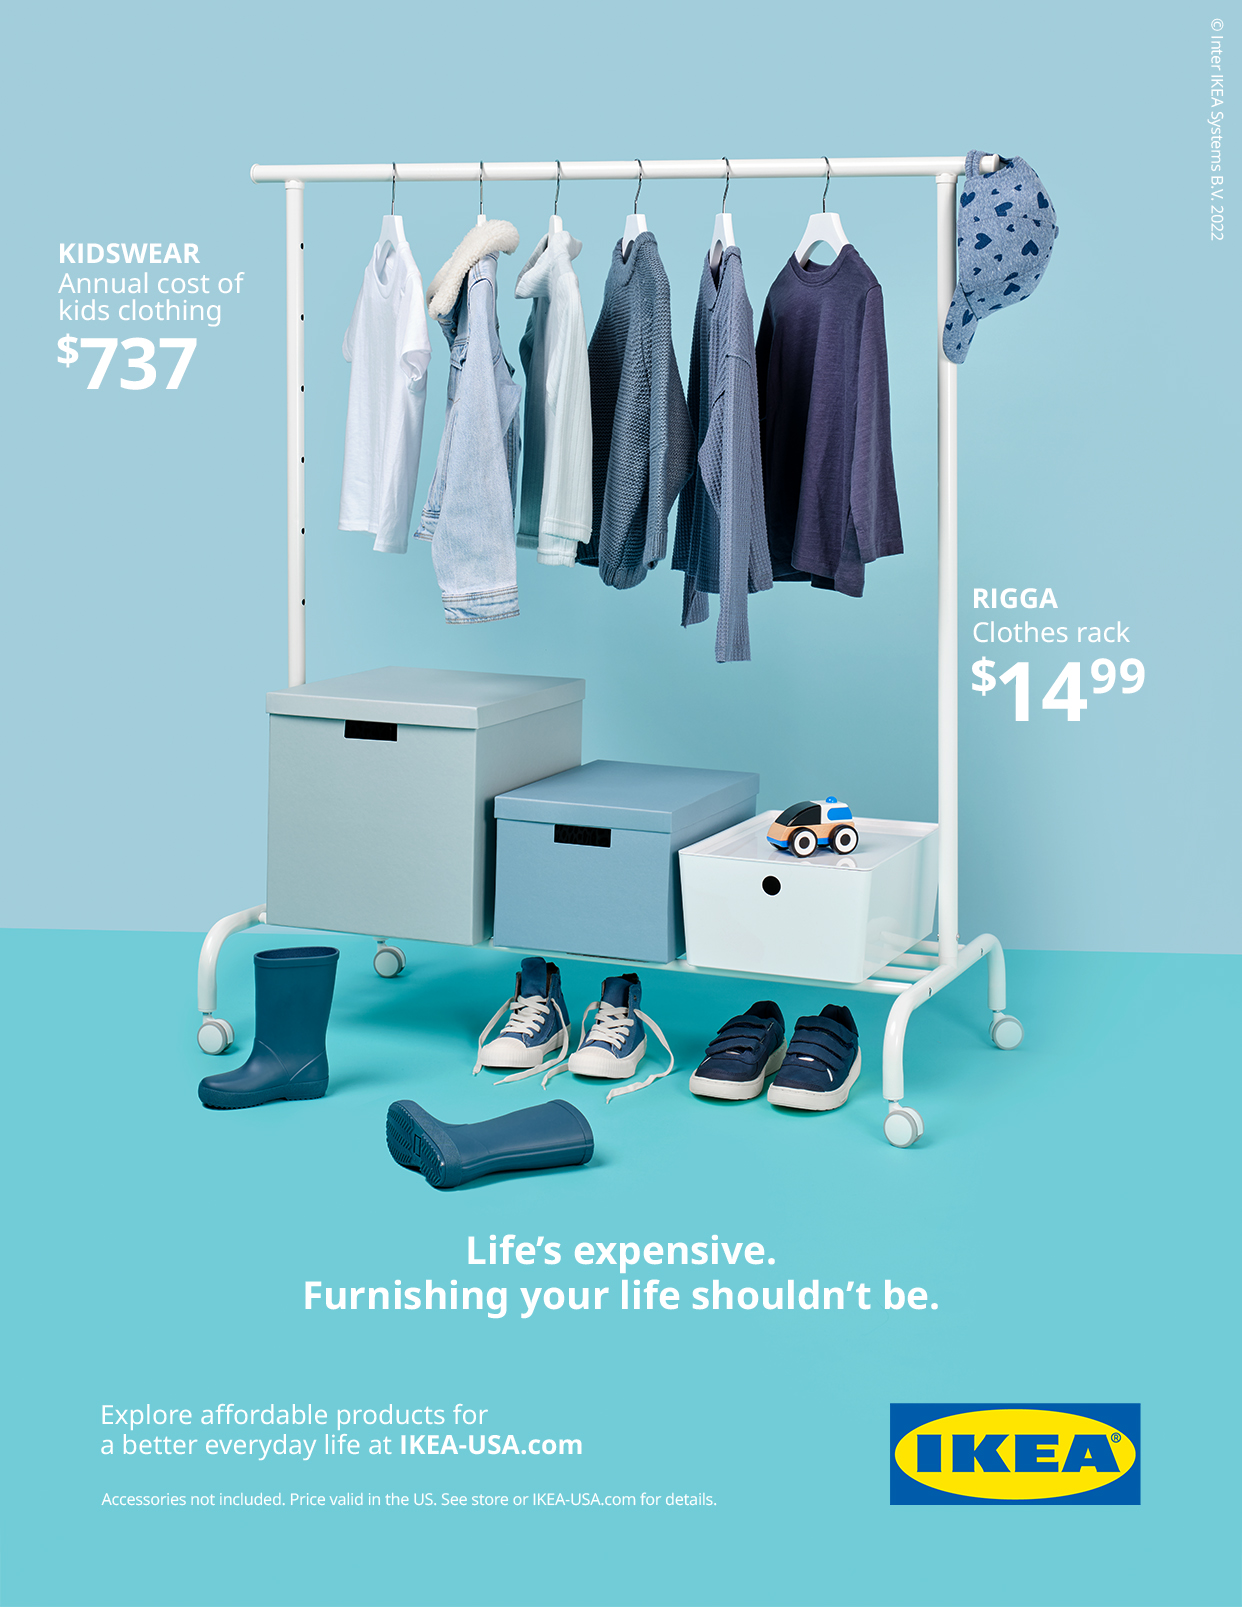 © Inter IKEA Systems B.V. 2022
KIDSWEAR
Annual cost of
kids clothing
$737
RIGGA
Clothes rack
$1499
Life's expensive.
Furnishing your life shouldn't be.
Explore affordable products for
a better everyday life at IKEA-USA.com
Accessories not included. Price valid in the US. See store or IKEA-USA.com for details.
IKEA®